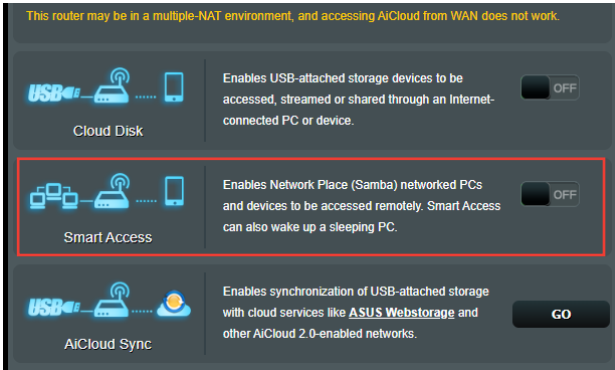 This router may be in a multiple-NAT environment, and accessing AiCloud from WAN does not work.
USB
Cloud Disk
Enables USB-attached storage devices to be
accessed, streamed or shared through an Internet-
connected PC or device.
OFF
Smart Access
Enables Network Place (Samba) networked PCs
and devices to be accessed remotely. Smart Access
can also wake up a sleeping PC.
OFF
USB
AiCloud Sync
Enables synchronization of USB-attached storage
with cloud services like ASUS Webstorage and
other AiCloud 2.0-enabled networks.
GO